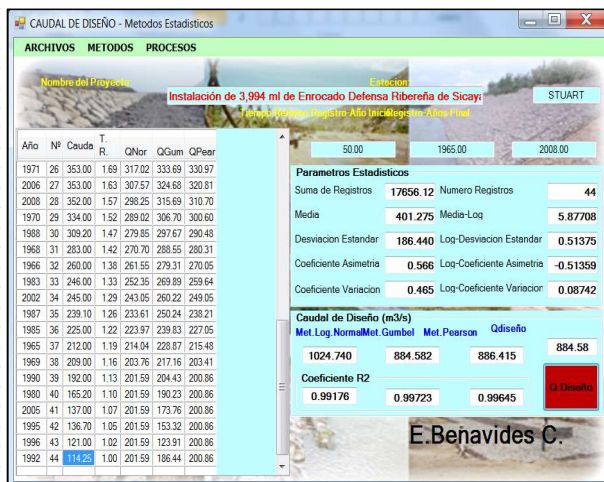 CAUDAL DE DISEÑO - Metodos Estadisticos
ARCHIVOS METODOS PROCESOS
Nombre del Proyecto: Estacion:
Instalación de 3,994 ml de Enrocado Defensa Ribereña de Sicaya STUART
Registro-Año Inicio Registro-Años Final
50.00 1965.00 2008.00
Año Nº Cauda T. R. QNor QGum QPear
1971 26 353.00 1.69 317.02 333.69 330.97
2006 27 353.00 1.63 307.57 324.68 320.81
2008 28 352.00 1.57 298.25 315.69 310.70
1970 29 334.00 1.52 289.02 306.70 300.60
1988 30 309.20 1.47 279.85 297.67 290.48
1968 31 283.00 1.42 270.70 288.55 280.31
1966 32 260.00 1.38 261.55 279.31 270.05
1983 33 246.00 1.33 252.35 269.89 259.64
2002 34 245.00 1.29 243.05 260.22 249.05
1987 35 239.10 1.26 233.61 250.24 238.21
1985 36 225.00 1.22 223.97 239.83 227.05
1965 37 212.00 1.19 214.04 228.87 215.48
1969 38 209.00 1.16 203.76 217.16 203.41
1990 39 192.00 1.13 201.59 204.43 200.86
1980 40 165.20 1.10 201.59 190.23 200.86
2005 41 137.00 1.07 201.59 173.76 200.86
1995 42 136.70 1.05 201.59 153.32 200.86
1996 43 121.00 1.02 201.59 123.91 200.86
1992 44 114.25 1.00 201.59 186.44 200.86
Parametros Estadisticos
Suma de Registros 17656.12 Numero Registros 44
Media 401.275 Media-Log 5.87708
Desviacion Estandar 186.440 Log-Desviacion Estandar 0.51375
Coeficiente Asimetria 0.566 Log-Coeficiente Asimetria -0.51359
Coeficiente Variacion 0.465 Log-Coeficiente Variacior 0.08742
Caudal de Diseño (m3/s)
Met.Log.Normal Met.Gumbel Met.Pearson Qdiseño
1024.740 884.582 886.415 884.58
Coeficiente R2
0.99176 0.99723 0.99645 Q.Diseño
E.Benavides C.